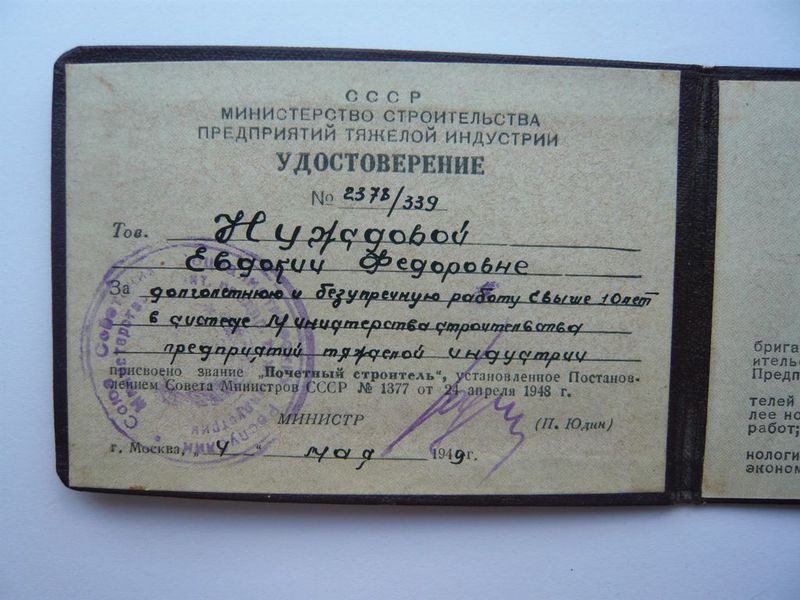 СССР
МИНИСТЕРСТВО СТРОИТЕЛЬСТВА
ПРЕДПРИЯТИЙ ТЯЖЕЛОЙ ИНДУСТРИИ
УДОСТОВЕРЕНИЕ
№ 2378/339
Тов. Нужадовой
Евдокии Федоровне
За долголетнюю и безупречную работу свыше 10 лет
в системе Министерства строительства
предприятий тяжелой индустрии
присвоено звание "Почетный строитель", установленное Постанов-
лением Совета Министров СССР № 1377 от 24 апреля 1948 г.
МИНИСТР (П. Юдин)
г. Москва, „4" мая 1949 г.
брига
итель
Предп
телей
лее но
работ;
нологи
эконом